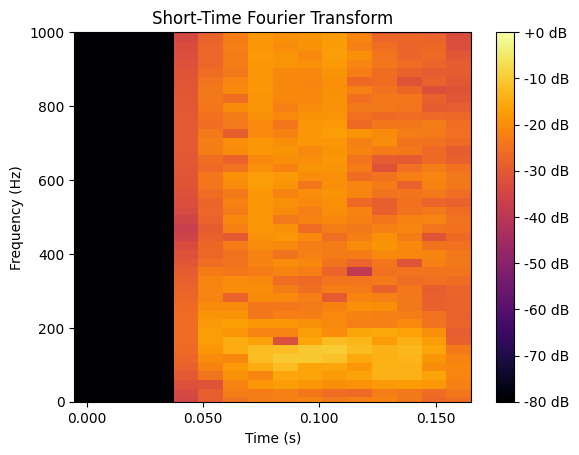 Short-Time Fourier Transform
Frequency (Hz)
1000
800
600
400
200
0
0.000
0.050
0.100
0.150
Time (s)
+0 dB
-10 dB
-20 dB
-30 dB
-40 dB
-50 dB
-60 dB
-70 dB
-80 dB